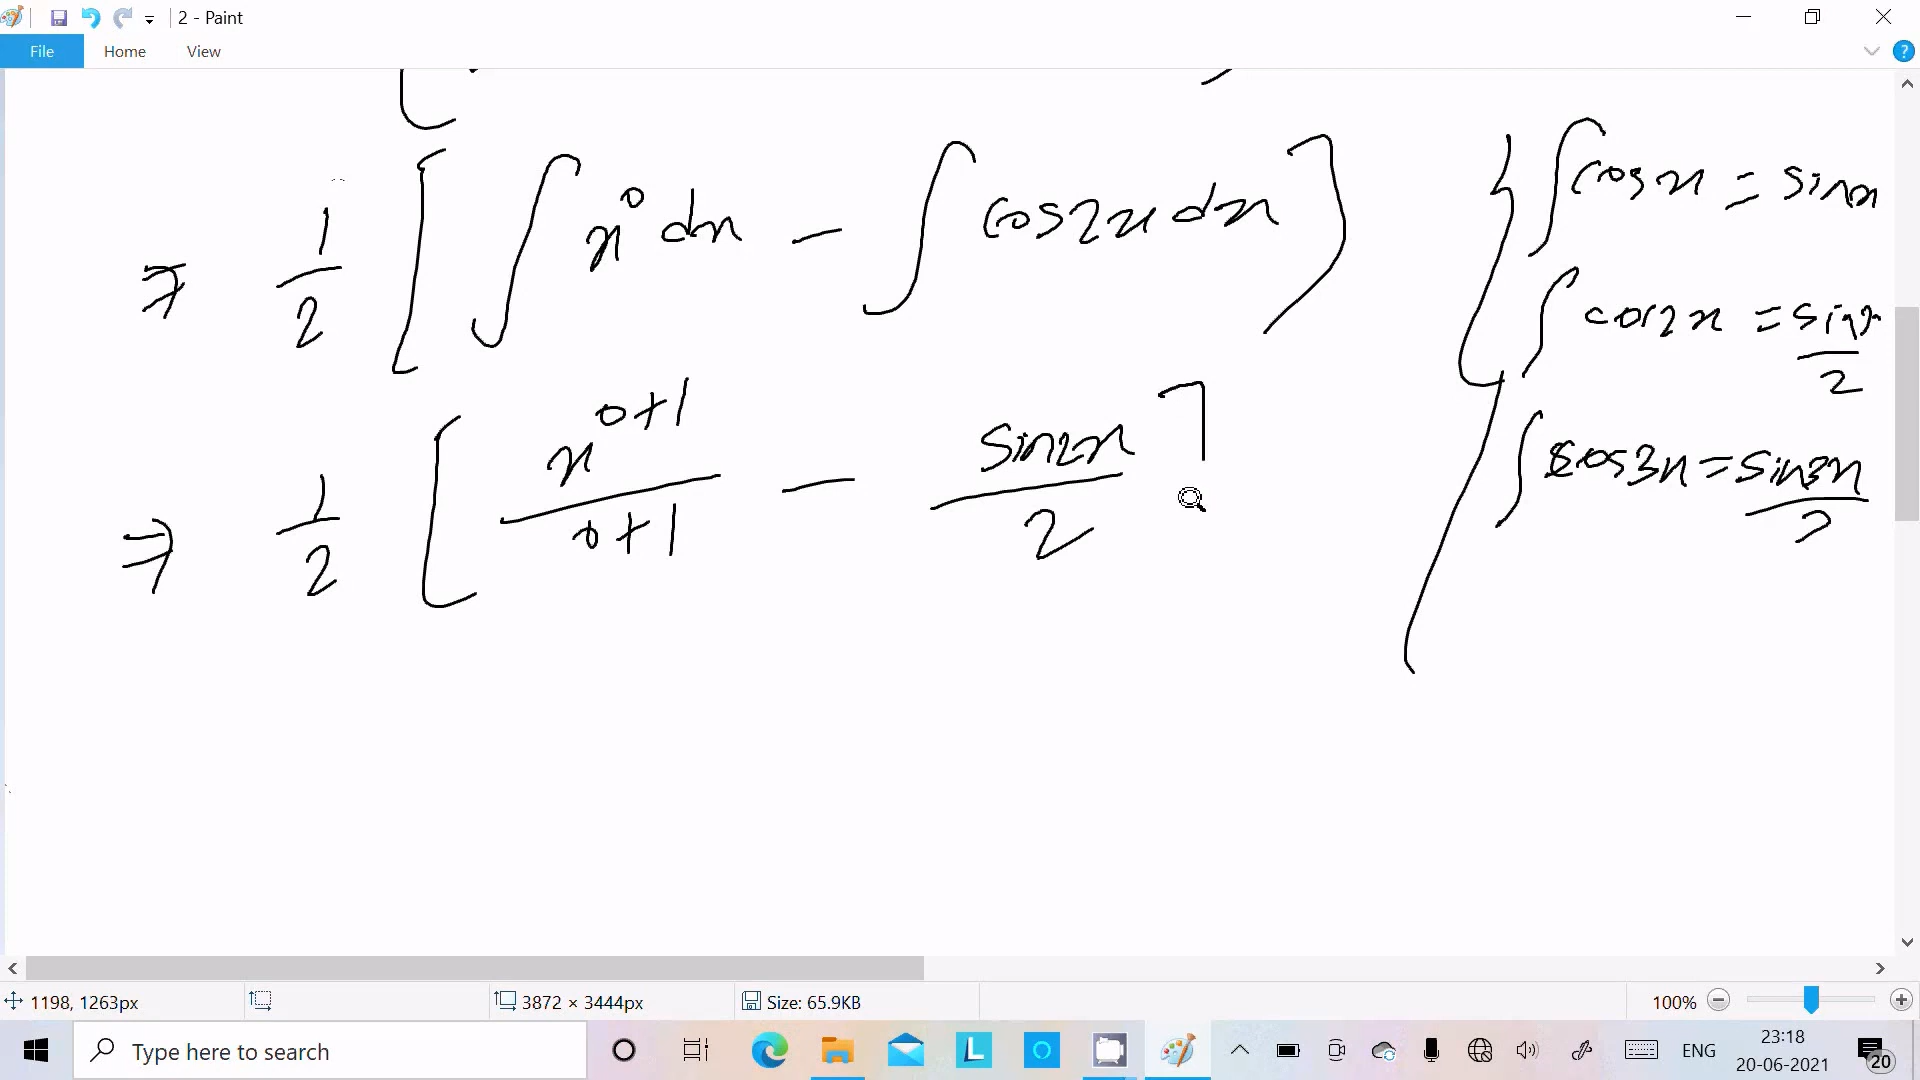 2 - Paint
File Home View
⇒ 1/2 [ ∫ x^0 dx - ∫ cos2x dx ]
⇒ 1/2 [ x^(0+1)/(0+1) - sin2x/2 ]
∫ cosx = sinx
∫ cos2x = sin2x/2
∫ cos3x = sin3x/3
1198, 1263px 3872 × 3444px Size: 65.9KB 100%
Type here to search
ENG
23:18
20-06-2021
20